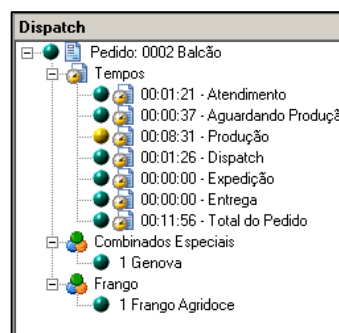 Dispatch
Pedido: 0002 Balcão
Tempos
00:01:21 - Atendimento
00:00:37 - Aguardando Produçã
00:08:31 - Produção
00:01:26 - Dispatch
00:00:00 - Expedição
00:00:00 - Entrega
00:11:56 - Total do Pedido
Combinados Especiais
1 Genova
Frango
1 Frango Agridoce